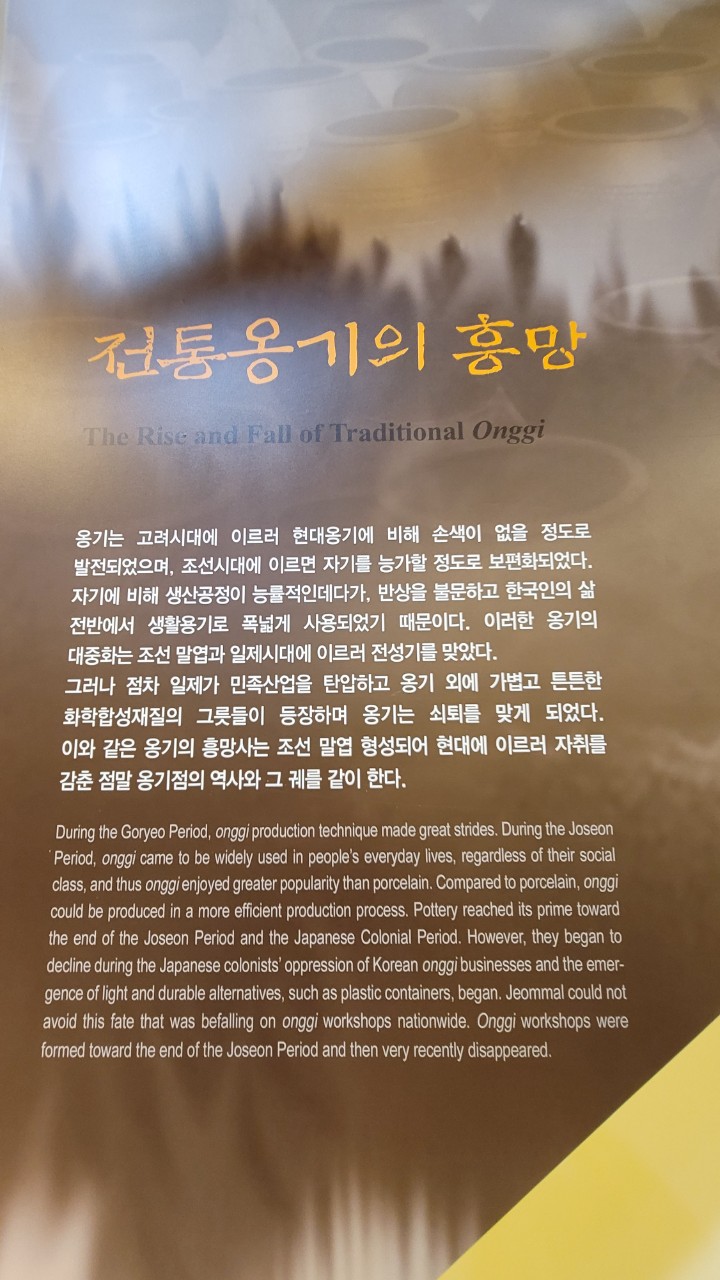 전통옹기의 흥망
The Rise and Fall of Traditional Onggi
옹기는 고려시대에 이르러 현대옹기에 비해 손색이 없을 정도로
발전되었으며, 조선시대에 이르면 자기를 능가할 정도로 보편화되었다.
자기에 비해 생산공정이 능률적인데다가, 반상을 불문하고 한국인의 삶
전반에서 생활용기로 폭넓게 사용되었기 때문이다. 이러한 옹기의
대중화는 조선 말엽과 일제시대에 이르러 전성기를 맞았다.
그러나 점차 일제가 민족산업을 탄압하고 옹기 외에 가볍고 튼튼한
화학합성재질의 그릇들이 등장하며 옹기는 쇠퇴를 맞게 되었다.
이와 같은 옹기의 흥망사는 조선 말엽 형성되어 현대에 이르러 자취를
감춘 점말 옹기점의 역사와 그 궤를 같이 한다.
During the Goryeo Period, onggi production technique made great strides. During the Joseon
Period, onggi came to be widely used in people's everyday lives, regardless of their social
class, and thus onggi enjoyed greater popularity than porcelain. Compared to porcelain, onggi
could be produced in a more efficient production process. Pottery reached its prime toward
the end of the Joseon Period and the Japanese Colonial Period. However, they began to
decline during the Japanese colonists' oppression of Korean onggi businesses and the emer-
gence of light and durable alternatives, such as plastic containers, began. Jeommal could not
avoid this fate that was befalling on onggi workshops nationwide. Onggi workshops were
formed toward the end of the Joseon Period and then very recently disappeared.